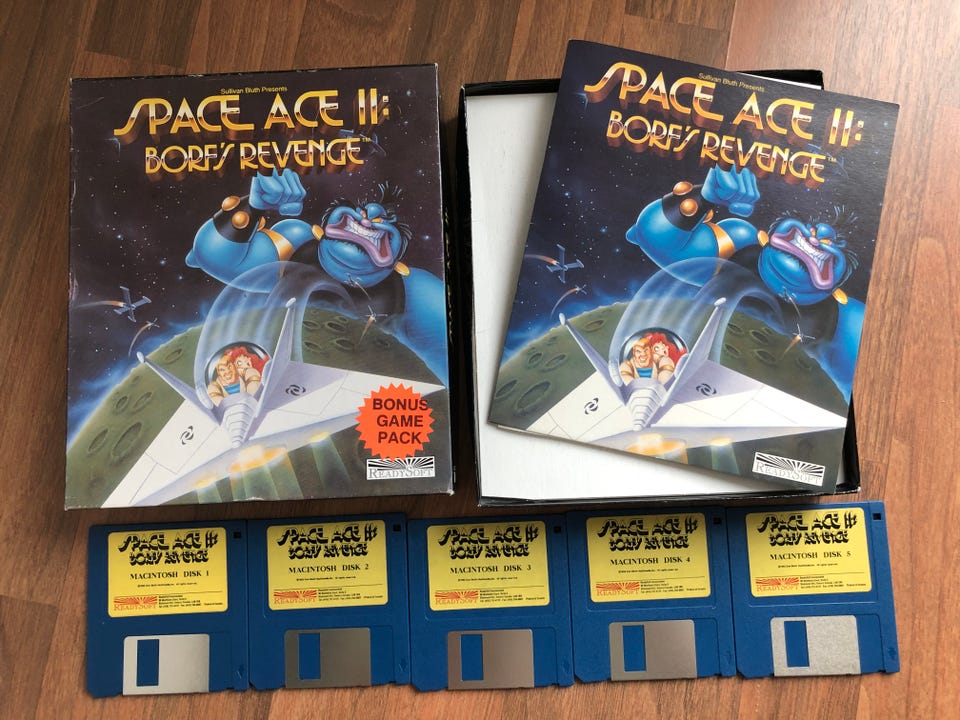 Sullivan Bluth Presents
SPACE ACE II:
BORF'S REVENGE™
BONUS
GAME
PACK
READYSOFT
Sullivan Bluth Presents
SPACE ACE II:
BORF'S REVENGE™
READYSOFT
SPACE ACE II:
BORF'S REVENGE
MACINTOSH DISK 1
READYSOFT
SPACE ACE II:
BORF'S REVENGE
MACINTOSH DISK 2
READYSOFT
SPACE ACE II:
BORF'S REVENGE
MACINTOSH DISK 3
READYSOFT
SPACE ACE II:
BORF'S REVENGE
MACINTOSH DISK 4
READYSOFT
SPACE ACE II:
BORF'S REVENGE
MACINTOSH DISK 5
READYSOFT